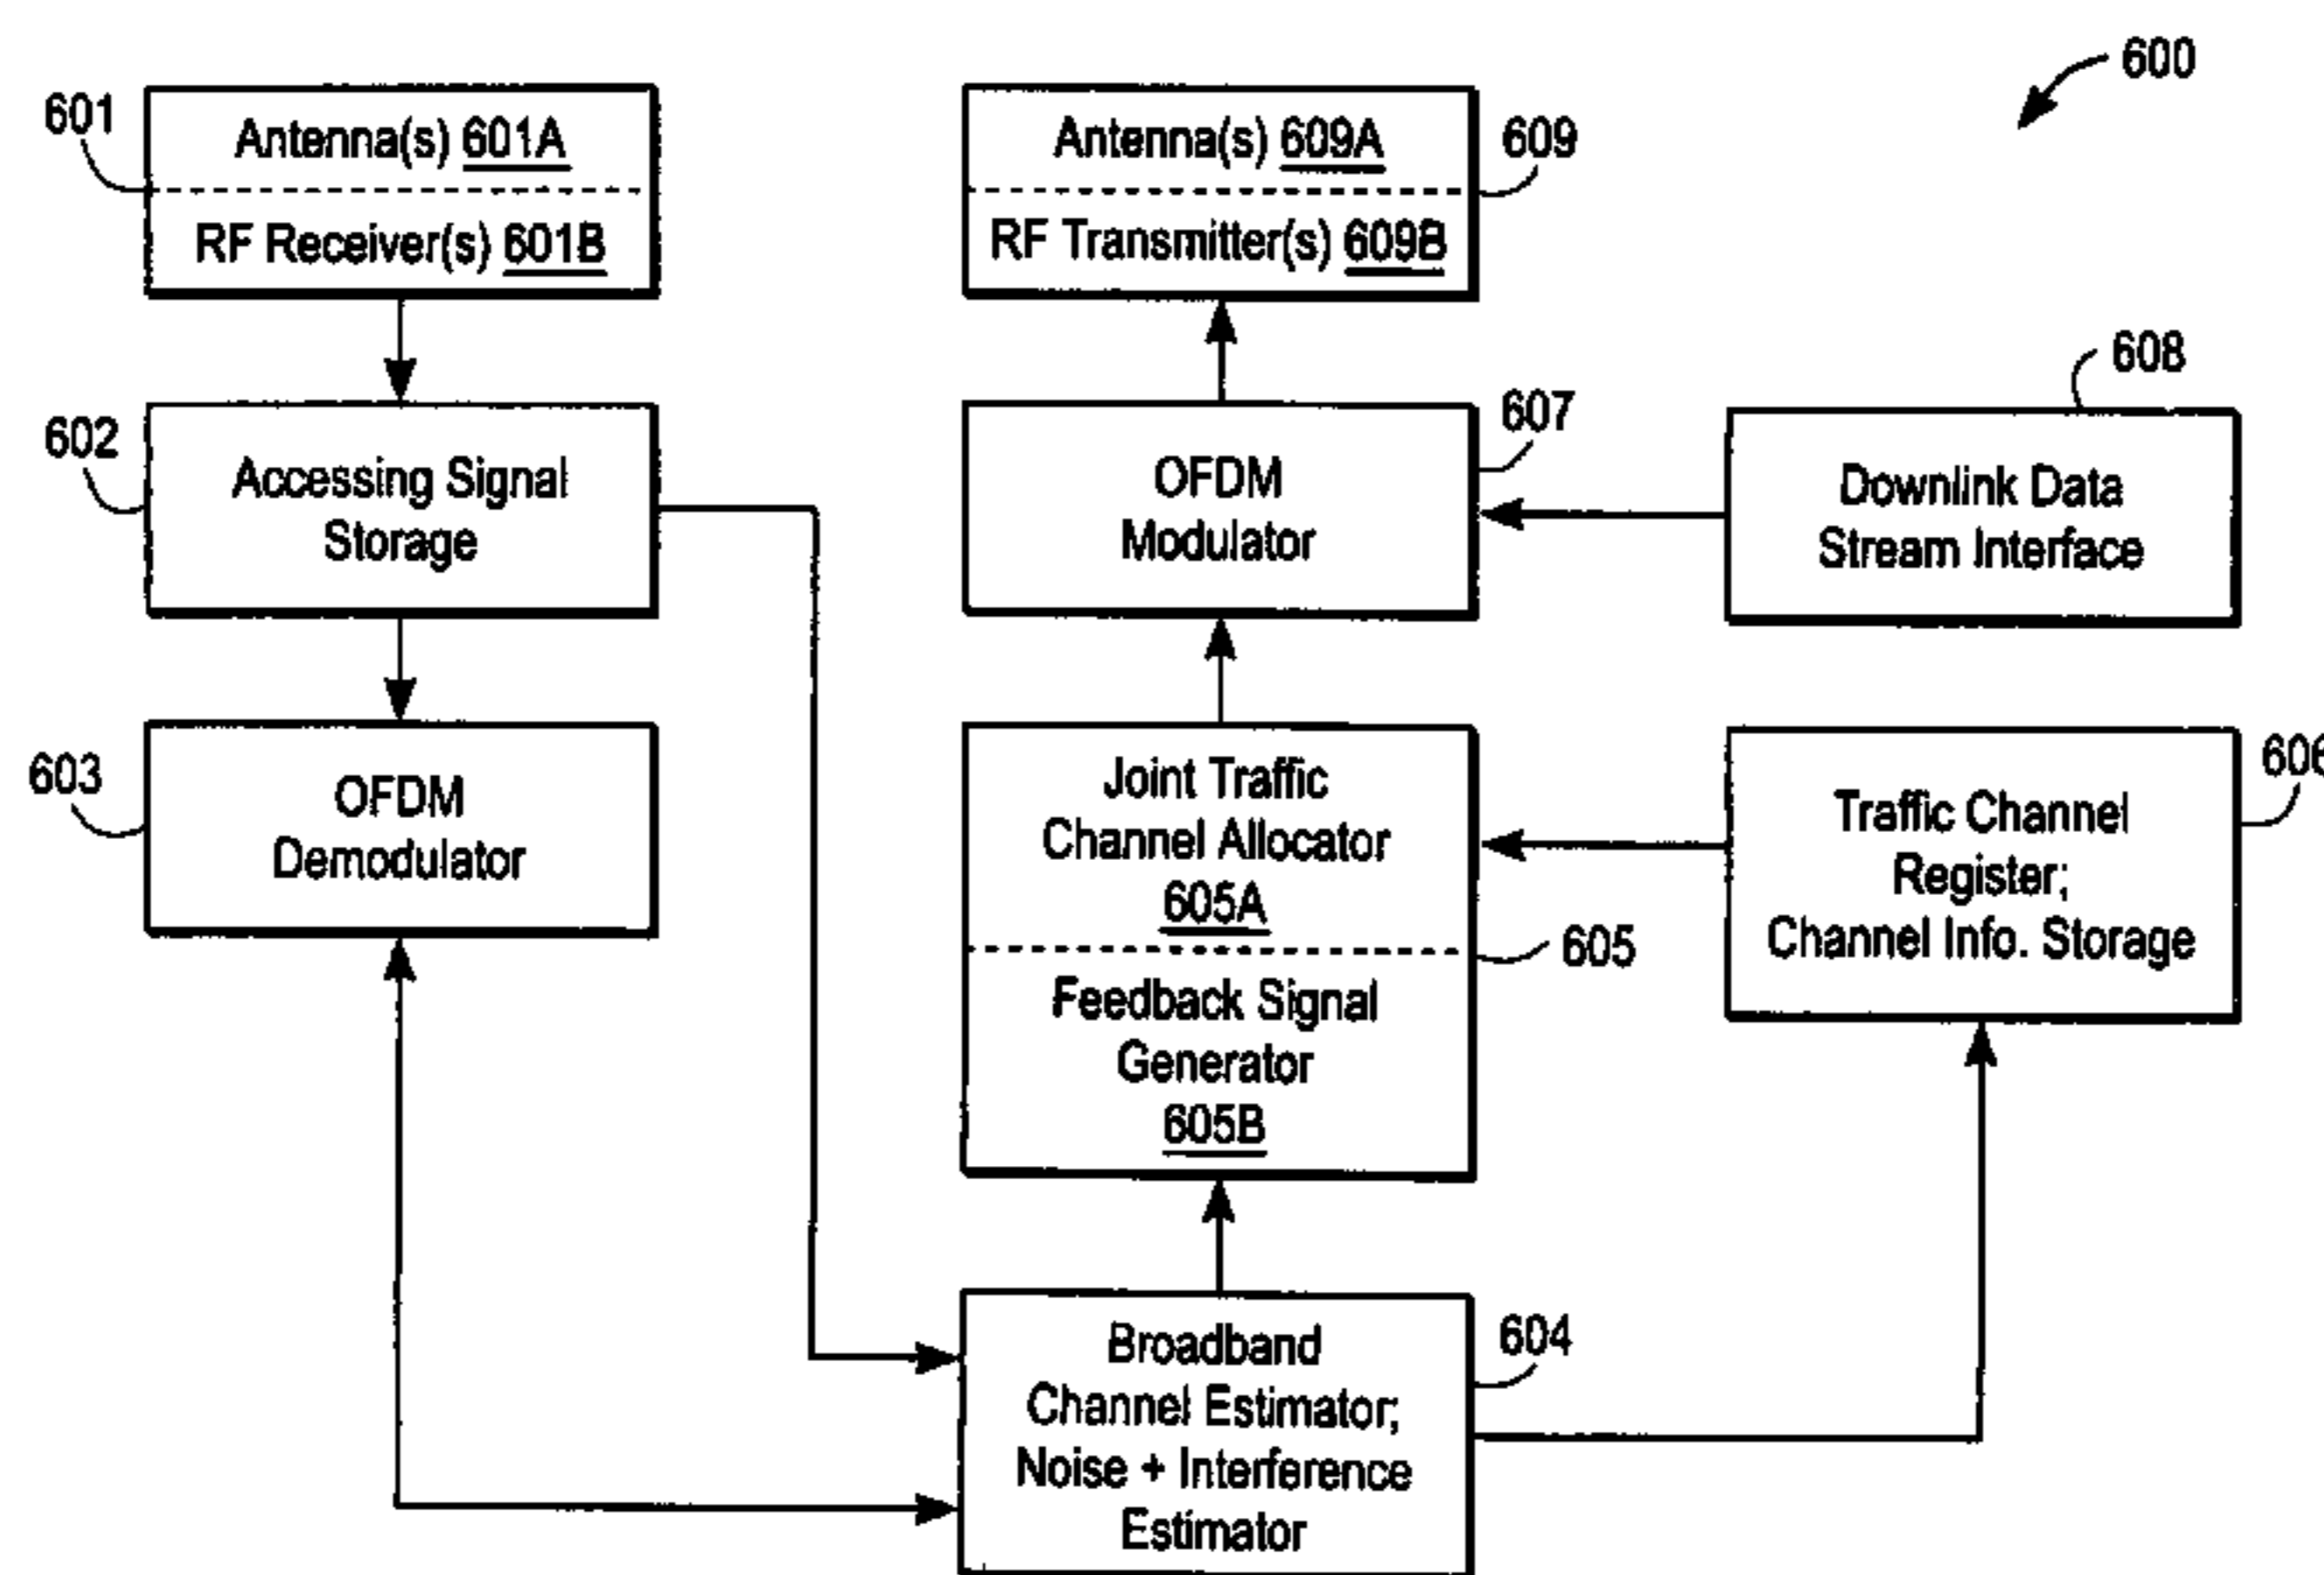 600
601
Antenna(s) 601A
RF Receiver(s) 601B
Antenna(s) 609A
RF Transmitter(s) 609B
609
602
Accessing Signal
Storage
OFDM
Modulator
607
608
Downlink Data
Stream Interface
603
OFDM
Demodulator
Joint Traffic
Channel Allocator
605A
605
Feedback Signal
Generator
605B
606
Traffic Channel
Register;
Channel Info. Storage
604
Broadband
Channel Estimator;
Noise + Interference
Estimator